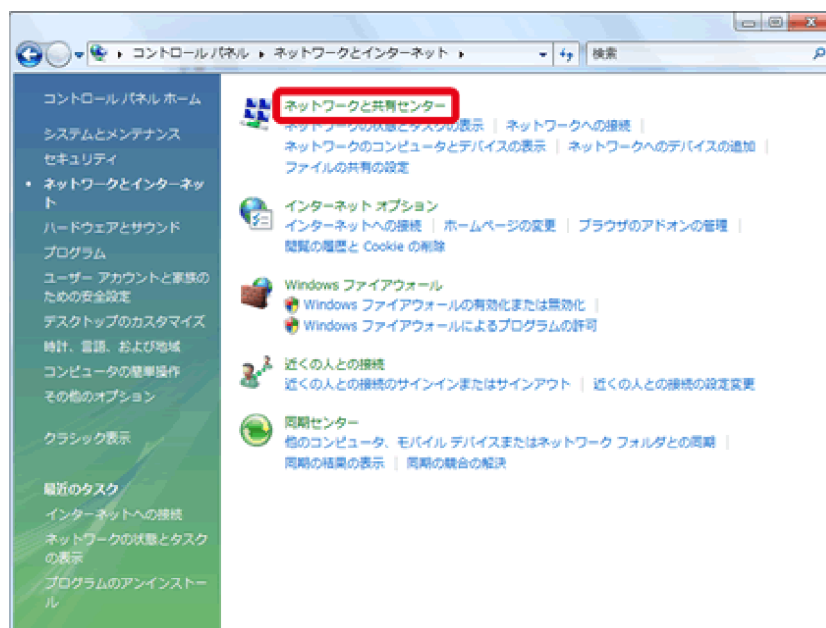 コントロール パネル ▸ ネットワークとインターネット ▸
検索
コントロール パネル ホーム
システムとメンテナンス
セキュリティ
• ネットワークとインターネッ
ト
ハードウェアとサウンド
プログラム
ユーザー アカウントと家族の
ための安全設定
デスクトップのカスタマイズ
時計、言語、および地域
コンピュータの簡単操作
その他のオプション
クラシック表示
最近のタスク
インターネットへの接続
ネットワークの状態とタスク
の表示
プログラムのアンインストー
ル
ネットワークと共有センター
ネットワークの状態とタスクの表示 | ネットワークへの接続 |
ネットワークのコンピュータとデバイスの表示 | ネットワークへのデバイスの追加 |
ファイルの共有の設定
インターネット オプション
インターネットへの接続 | ホームページの変更 | ブラウザのアドオンの管理 |
閲覧の履歴と Cookie の削除
Windows ファイアウォール
Windows ファイアウォールの有効化または無効化 |
Windows ファイアウォールによるプログラムの許可
近くの人との接続
近くの人との接続のサインインまたはサインアウト | 近くの人との接続の設定変更
同期センター
他のコンピュータ、モバイル デバイスまたはネットワーク フォルダとの同期 |
同期の結果の表示 | 同期の競合の解決